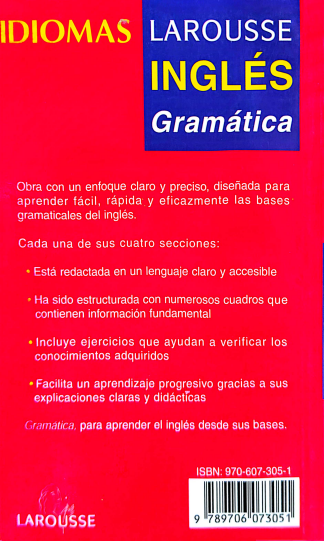 IDIOMAS LAROUSSE
INGLÉS
Gramática
Obra con un enfoque claro y preciso, diseñada para
aprender fácil, rápida y eficazmente las bases
gramaticales del inglés.
Cada una de sus cuatro secciones:
• Está redactada en un lenguaje claro y accesible
• Ha sido estructurada con numerosos cuadros que
contienen información fundamental
• Incluye ejercicios que ayudan a verificar los
conocimientos adquiridos
• Facilita un aprendizaje progresivo gracias a sus
explicaciones claras y didácticas
Gramática, para aprender el inglés desde sus bases.
ISBN: 970-607-305-1
9 789706 073051
LAROUSSE